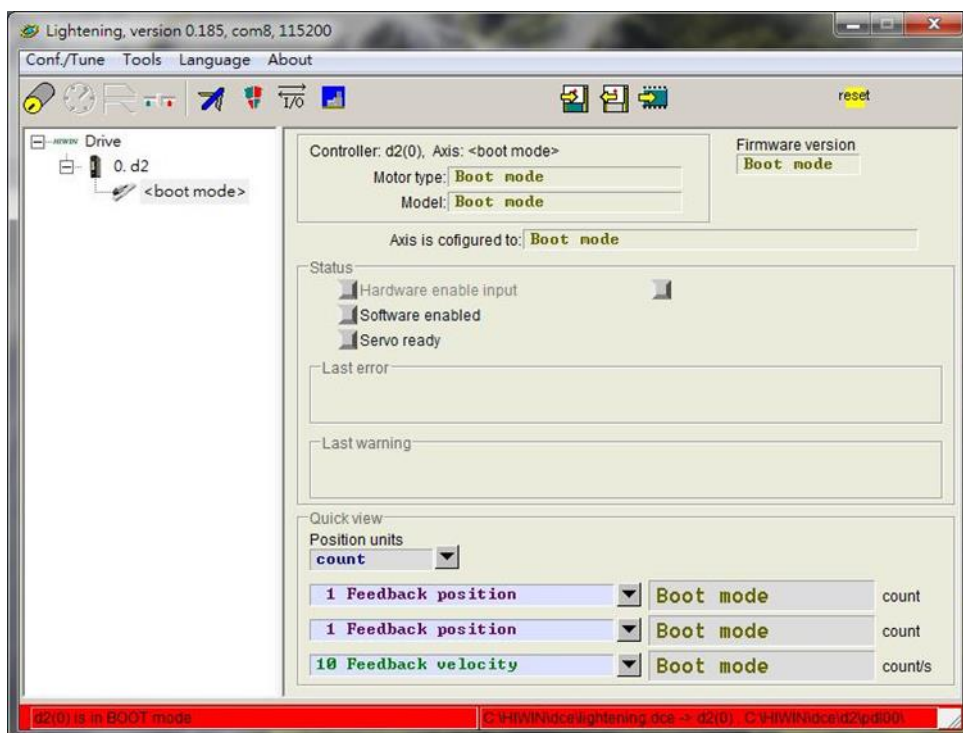 Lightening, version 0.185, com8, 115200
Conf./Tune Tools Language About
I/O
reset
HIWIN Drive
0. d2
<boot mode>
Controller: d2(0), Axis: <boot mode>
Motor type: Boot mode
Model: Boot mode
Firmware version
Boot mode
Axis is cofigured to: Boot mode
Status
Hardware enable input
Software enabled
Servo ready
Last error
Last warning
Quick view
Position units
count
1 Feedback position Boot mode count
1 Feedback position Boot mode count
10 Feedback velocity Boot mode count/s
d2(0) is in BOOT mode C:\HIWIN\dce\lightening.dce -> d2(0) , C:\HIWIN\dce\d2\pdl00\